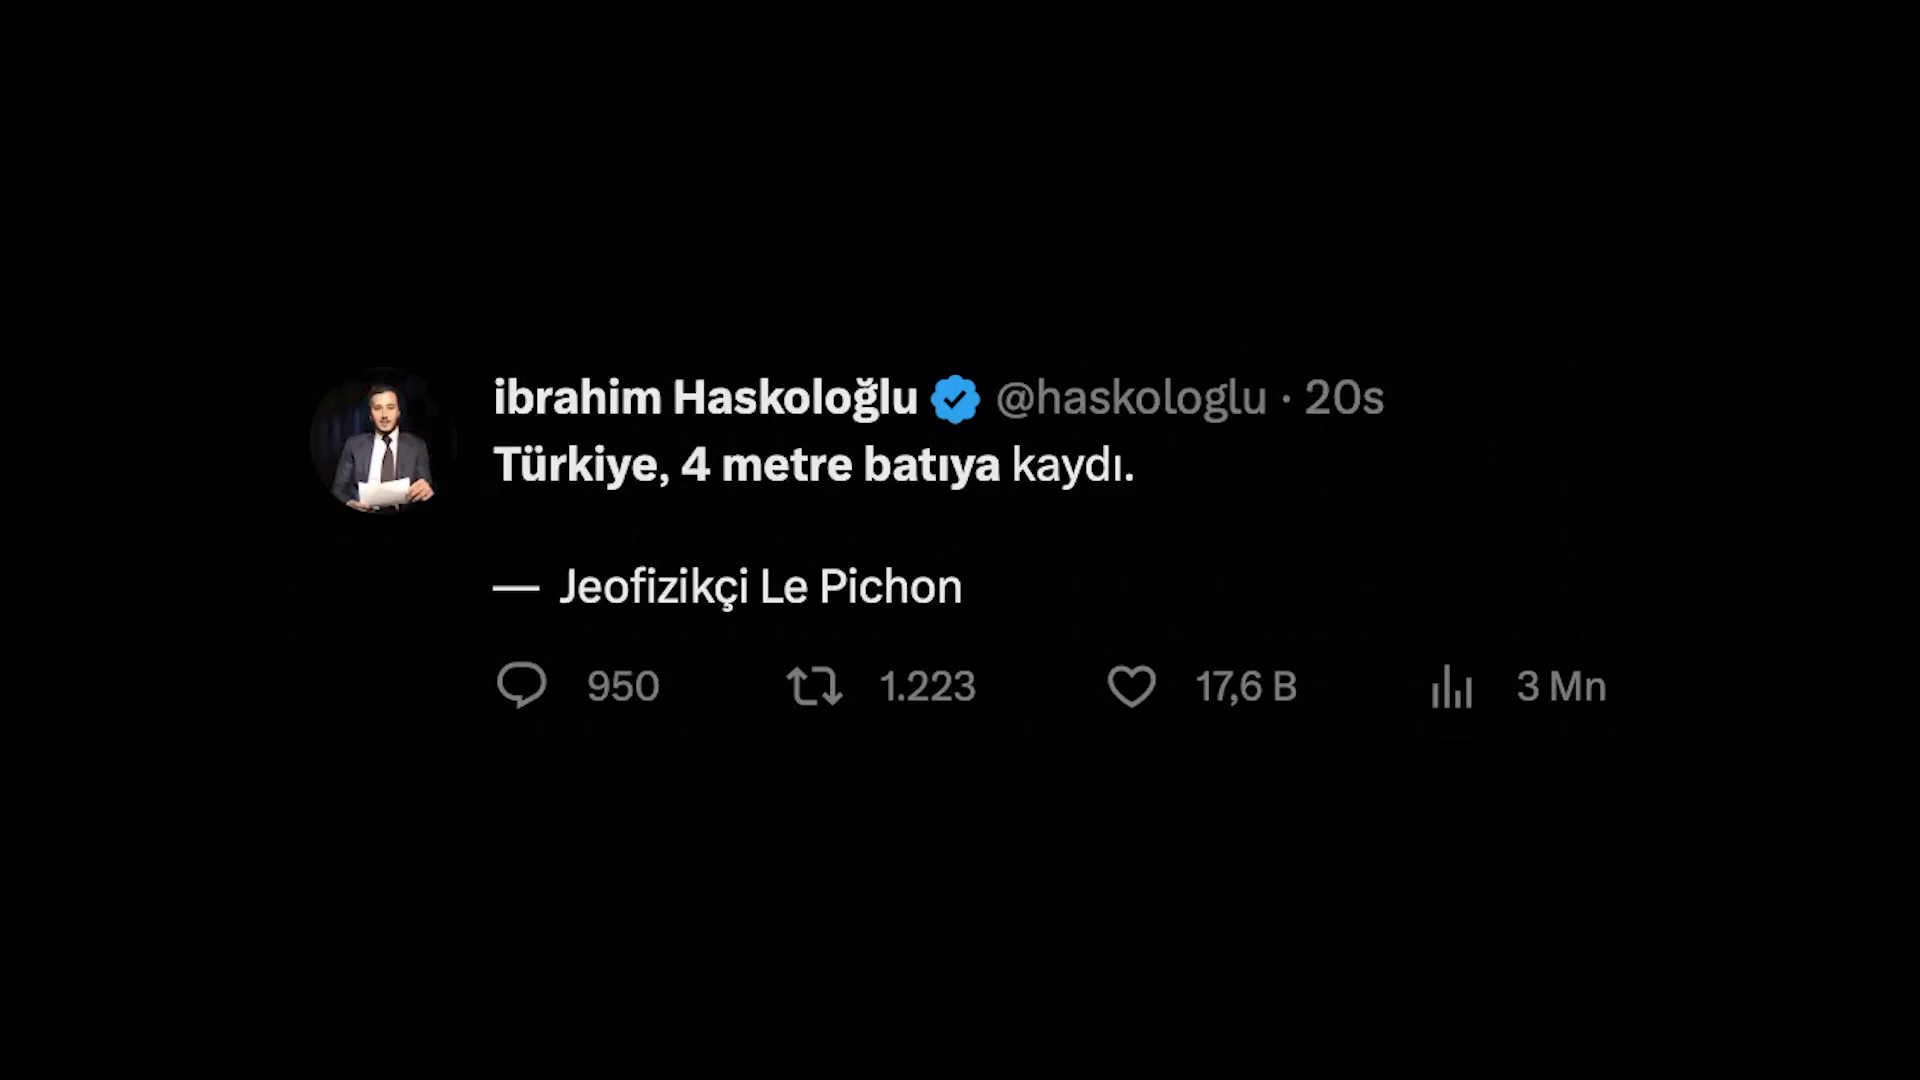 ibrahim Haskoloğlu @haskologlu · 20s
Türkiye, 4 metre batıya kaydı.
— Jeofizikçi Le Pichon
950 1.223 17,6 B 3 Mn